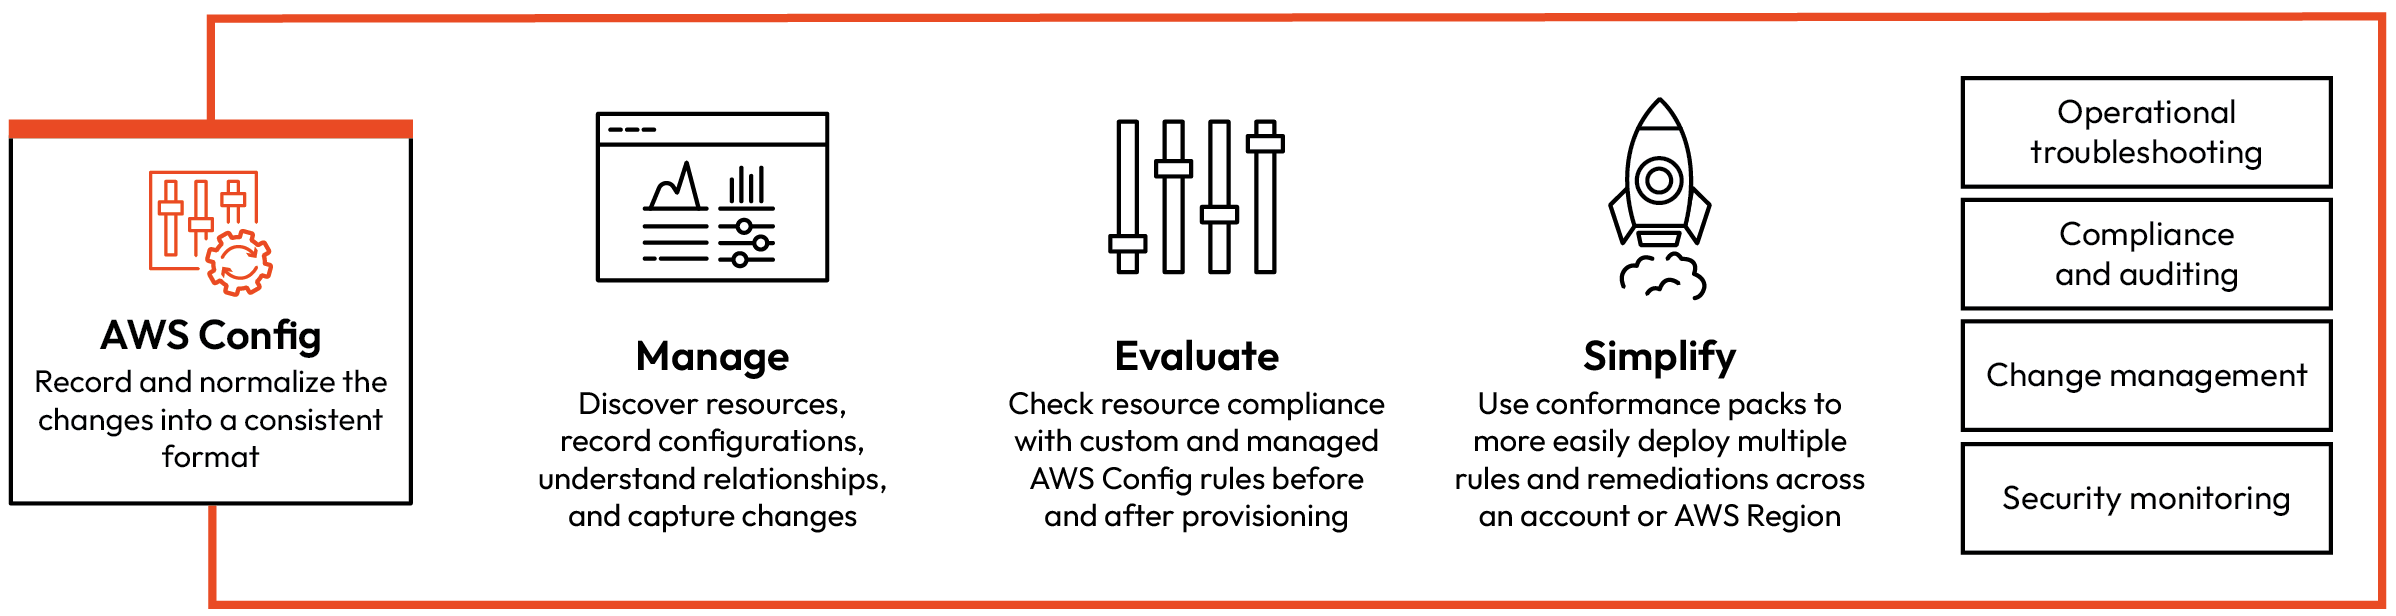 AWS Config
Record and normalize the
changes into a consistent
format
Manage
Discover resources,
record configurations,
understand relationships,
and capture changes
Evaluate
Check resource compliance
with custom and managed
AWS Config rules before
and after provisioning
Simplify
Use conformance packs to
more easily deploy multiple
rules and remediations across
an account or AWS Region
Operational
troubleshooting
Compliance
and auditing
Change management
Security monitoring